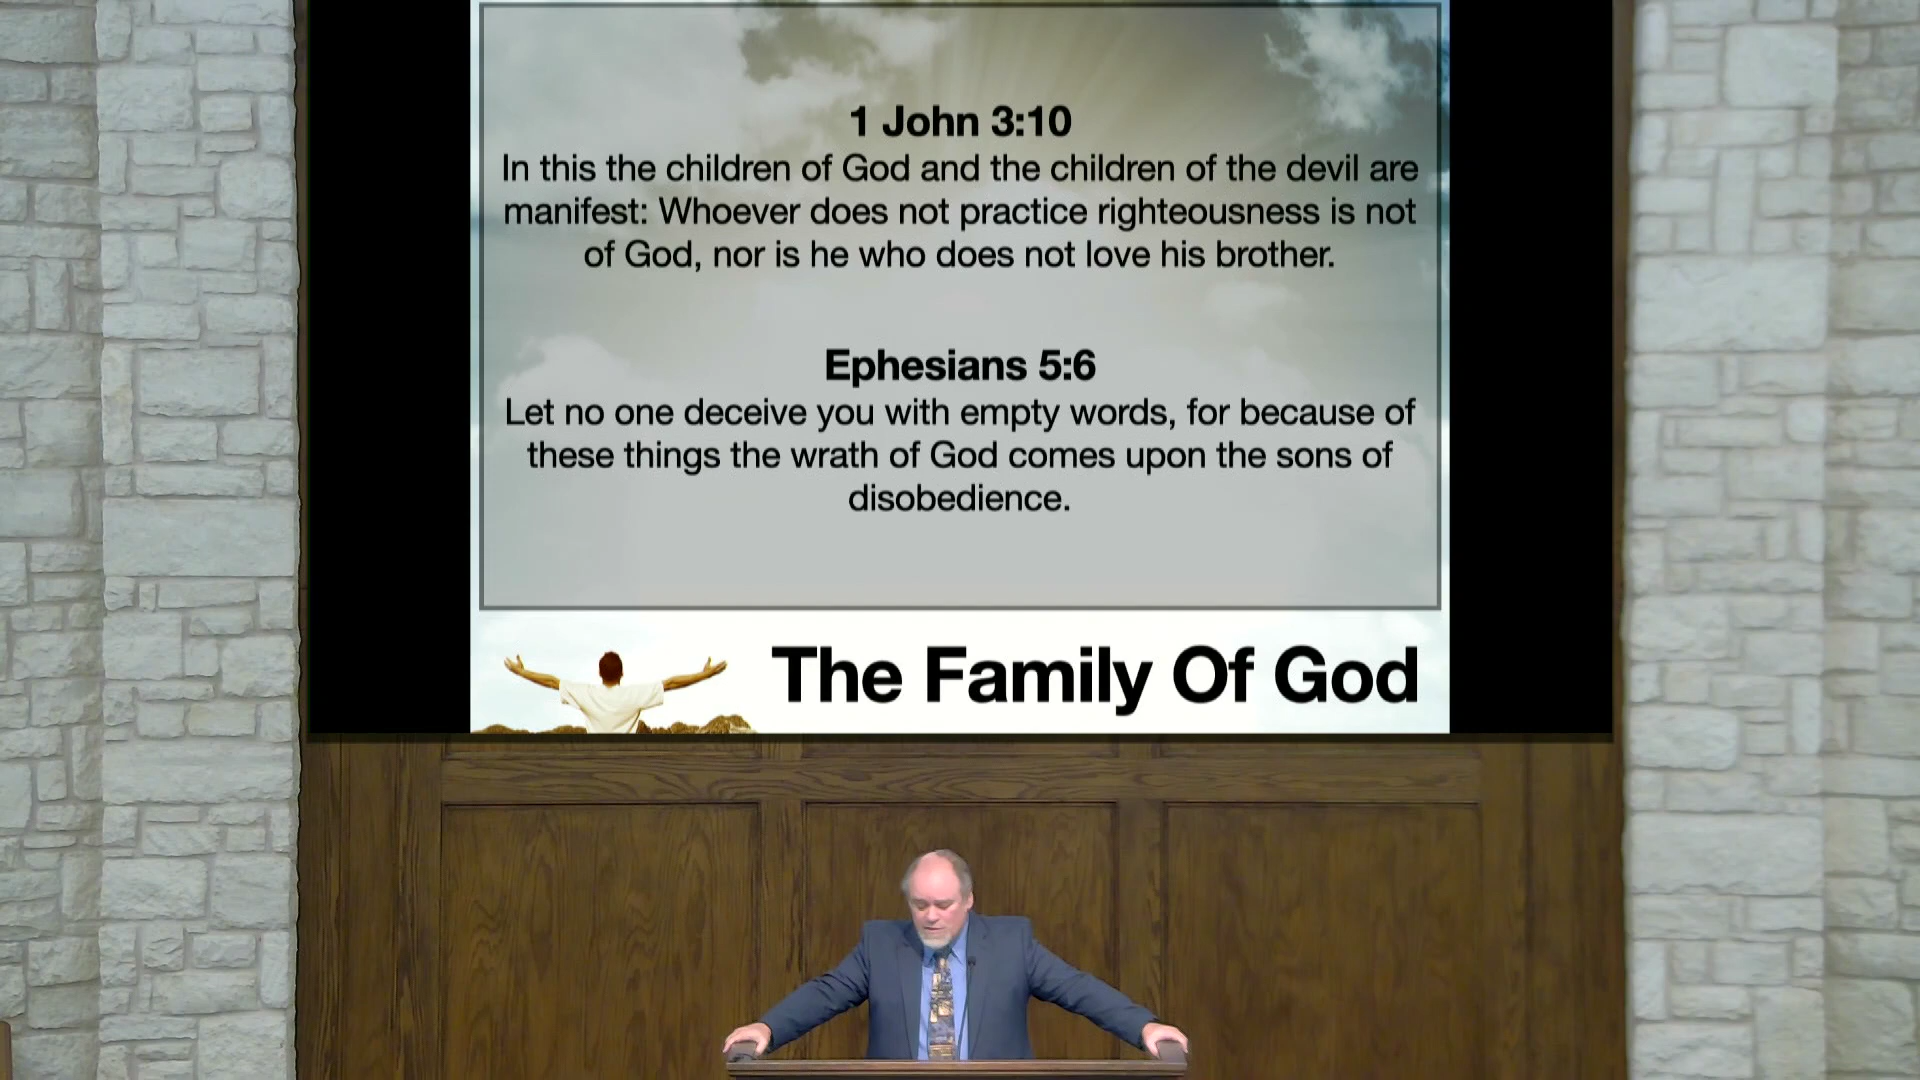 1 John 3:10
In this the children of God and the children of the devil are
manifest: Whoever does not practice righteousness is not
of God, nor is he who does not love his brother.
Ephesians 5:6
Let no one deceive you with empty words, for because of
these things the wrath of God comes upon the sons of
disobedience.
The Family Of God